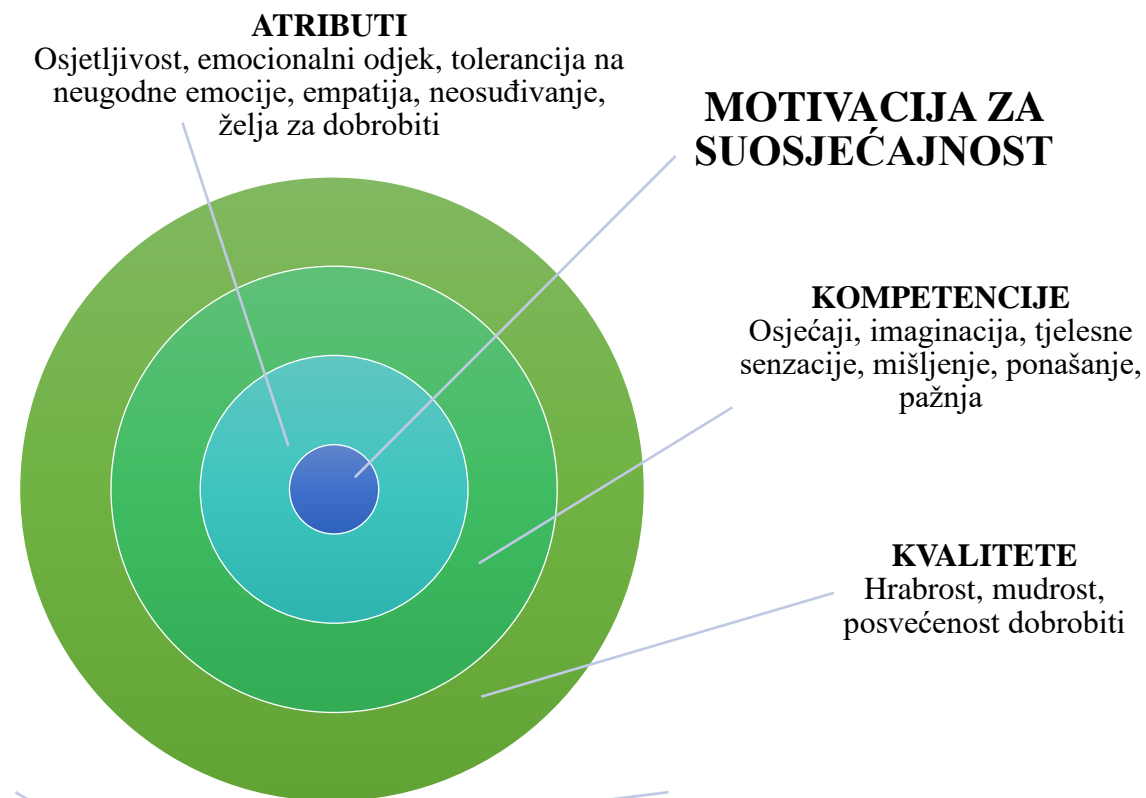 ATRIBUTI
Osjetljivost, emocionalni odjek, tolerancija na
neugodne emocije, empatija, neosuđivanje,
želja za dobrobiti
MOTIVACIJA ZA
SUOSJEĆAJNOST
KOMPETENCIJE
Osjećaji, imaginacija, tjelesne
senzacije, mišljenje, ponašanje,
pažnja
KVALITETE
Hrabrost, mudrost,
posvećenost dobrobiti